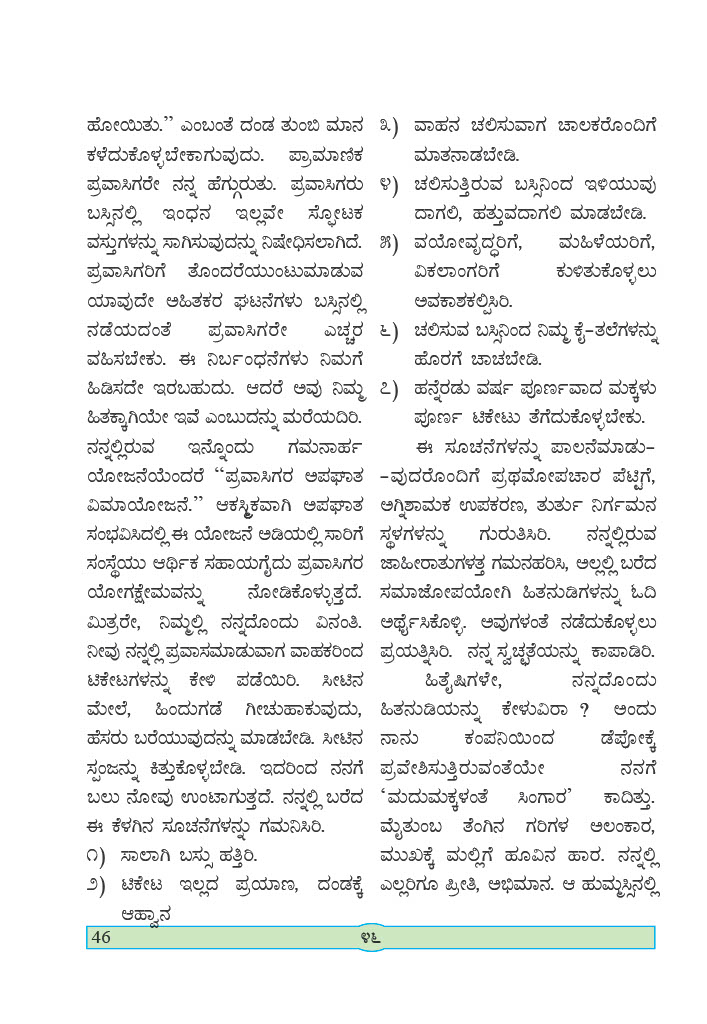 ಹೋಯಿತು.” ಎಂಬಂತೆ ದಂಡ ತುಂಬಿ ಮಾನ
ಕಳೆದುಕೊಳ್ಳಬೇಕಾಗುವುದು. ಪ್ರಾಮಾಣಿಕ
ಪ್ರವಾಸಿಗರೇ ನನ್ನ ಹೆಗ್ಗುರುತು. ಪ್ರವಾಸಿಗರು
ಬಸ್ಸಿನಲ್ಲಿ ಇಂಧನ ಇಲ್ಲವೇ ಸ್ಫೋಟಕ
ವಸ್ತುಗಳನ್ನು ಸಾಗಿಸುವುದನ್ನು ನಿಷೇಧಿಸಲಾಗಿದೆ.
ಪ್ರವಾಸಿಗರಿಗೆ ತೊಂದರೆಯುಂಟುಮಾಡುವ
ಯಾವುದೇ ಅಹಿತಕರ ಘಟನೆಗಳು ಬಸ್ಸಿನಲ್ಲಿ
ನಡೆಯದಂತೆ ಪ್ರವಾಸಿಗರೇ ಎಚ್ಚರ
ವಹಿಸಬೇಕು. ಈ ನಿರ್ಬಂಧನೆಗಳು ನಿಮಗೆ
ಹಿಡಿಸದೇ ಇರಬಹುದು. ಆದರೆ ಅವು ನಿಮ್ಮ
ಹಿತಕ್ಕಾಗಿಯೇ ಇವೆ ಎಂಬುದನ್ನು ಮರೆಯದಿರಿ.
ನನ್ನಲ್ಲಿರುವ ಇನ್ನೊಂದು ಗಮನಾರ್ಹ
ಯೋಜನೆಯೆಂದರೆ “ಪ್ರವಾಸಿಗರ ಅಪಘಾತ
ವಿಮಾಯೋಜನೆ.” ಆಕಸ್ಮಿಕವಾಗಿ ಅಪಘಾತ
ಸಂಭವಿಸಿದಲ್ಲಿ ಈ ಯೋಜನೆ ಅಡಿಯಲ್ಲಿ ಸಾರಿಗೆ
ಸಂಸ್ಥೆಯು ಆರ್ಥಿಕ ಸಹಾಯಗೈದು ಪ್ರವಾಸಿಗರ
ಯೋಗಕ್ಷೇಮವನ್ನು ನೋಡಿಕೊಳ್ಳುತ್ತದೆ.
ಮಿತ್ರರೇ, ನಿಮ್ಮಲ್ಲಿ ನನ್ನದೊಂದು ವಿನಂತಿ.
ನೀವು ನನ್ನಲ್ಲಿ ಪ್ರವಾಸಮಾಡುವಾಗ ವಾಹಕರಿಂದ
ಟಿಕೇಟಗಳನ್ನು ಕೇಳಿ ಪಡೆಯಿರಿ. ಸೀಟಿನ
ಮೇಲೆ, ಹಿಂದುಗಡೆ ಗೀಚುಹಾಕುವುದು,
ಹೆಸರು ಬರೆಯುವುದನ್ನು ಮಾಡಬೇಡಿ. ಸೀಟಿನ
ಸ್ಪಂಜನ್ನು ಕಿತ್ತುಕೊಳ್ಳಬೇಡಿ. ಇದರಿಂದ ನನಗೆ
ಬಲು ನೋವು ಉಂಟಾಗುತ್ತದೆ. ನನ್ನಲ್ಲಿ ಬರೆದ
ಈ ಕೆಳಗಿನ ಸೂಚನೆಗಳನ್ನು ಗಮನಿಸಿರಿ.
೧) ಸಾಲಾಗಿ ಬಸ್ಸು ಹತ್ತಿರಿ.
೨) ಟಿಕೇಟ ಇಲ್ಲದ ಪ್ರಯಾಣ, ದಂಡಕ್ಕೆ
ಆಹ್ವಾನ
೩) ವಾಹನ ಚಲಿಸುವಾಗ ಚಾಲಕರೊಂದಿಗೆ
ಮಾತನಾಡಬೇಡಿ.
೪) ಚಲಿಸುತ್ತಿರುವ ಬಸ್ಸಿನಿಂದ ಇಳಿಯುವು
ದಾಗಲಿ, ಹತ್ತುವದಾಗಲಿ ಮಾಡಬೇಡಿ.
೫) ವಯೋವೃದ್ಧರಿಗೆ, ಮಹಿಳೆಯರಿಗೆ,
ವಿಕಲಾಂಗರಿಗೆ ಕುಳಿತುಕೊಳ್ಳಲು
ಅವಕಾಶಕಲ್ಪಿಸಿರಿ.
೬) ಚಲಿಸುವ ಬಸ್ಸಿನಿಂದ ನಿಮ್ಮ ಕೈ-ತಲೆಗಳನ್ನು
ಹೊರಗೆ ಚಾಚಬೇಡಿ.
೭) ಹನ್ನೆರಡು ವರ್ಷ ಪೂರ್ಣವಾದ ಮಕ್ಕಳು
ಪೂರ್ಣ ಟಿಕೇಟು ತೆಗೆದುಕೊಳ್ಳಬೇಕು.
ಈ ಸೂಚನೆಗಳನ್ನು ಪಾಲನೆಮಾಡು-
-ವುದರೊಂದಿಗೆ ಪ್ರಥಮೋಪಚಾರ ಪೆಟ್ಟಿಗೆ,
ಅಗ್ನಿಶಾಮಕ ಉಪಕರಣ, ತುರ್ತು ನಿರ್ಗಮನ
ಸ್ಥಳಗಳನ್ನು ಗುರುತಿಸಿರಿ. ನನ್ನಲ್ಲಿರುವ
ಜಾಹೀರಾತುಗಳತ್ತ ಗಮನಹರಿಸಿ, ಅಲ್ಲಲ್ಲಿ ಬರೆದ
ಸಮಾಜೋಪಯೋಗಿ ಹಿತನುಡಿಗಳನ್ನು ಓದಿ
ಅರ್ಥೈಸಿಕೊಳ್ಳಿ. ಅವುಗಳಂತೆ ನಡೆದುಕೊಳ್ಳಲು
ಪ್ರಯತ್ನಿಸಿರಿ. ನನ್ನ ಸ್ವಚ್ಛತೆಯನ್ನು ಕಾಪಾಡಿರಿ.
ಹಿತೈಷಿಗಳೇ, ನನ್ನದೊಂದು
ಹಿತನುಡಿಯನ್ನು ಕೇಳುವಿರಾ ? ಅಂದು
ನಾನು ಕಂಪನಿಯಿಂದ ಡೆಪೋಕ್ಕೆ
ಪ್ರವೇಶಿಸುತ್ತಿರುವಂತೆಯೇ ನನಗೆ
‘ಮದುಮಕ್ಕಳಂತೆ ಸಿಂಗಾರ’ ಕಾದಿತ್ತು.
ಮೈತುಂಬ ತೆಂಗಿನ ಗರಿಗಳ ಅಲಂಕಾರ,
ಮುಖಕ್ಕೆ ಮಲ್ಲಿಗೆ ಹೂವಿನ ಹಾರ. ನನ್ನಲ್ಲಿ
ಎಲ್ಲರಿಗೂ ಪ್ರೀತಿ, ಅಭಿಮಾನ. ಆ ಹುಮ್ಮಸ್ಸಿನಲ್ಲಿ
46 ೪೬